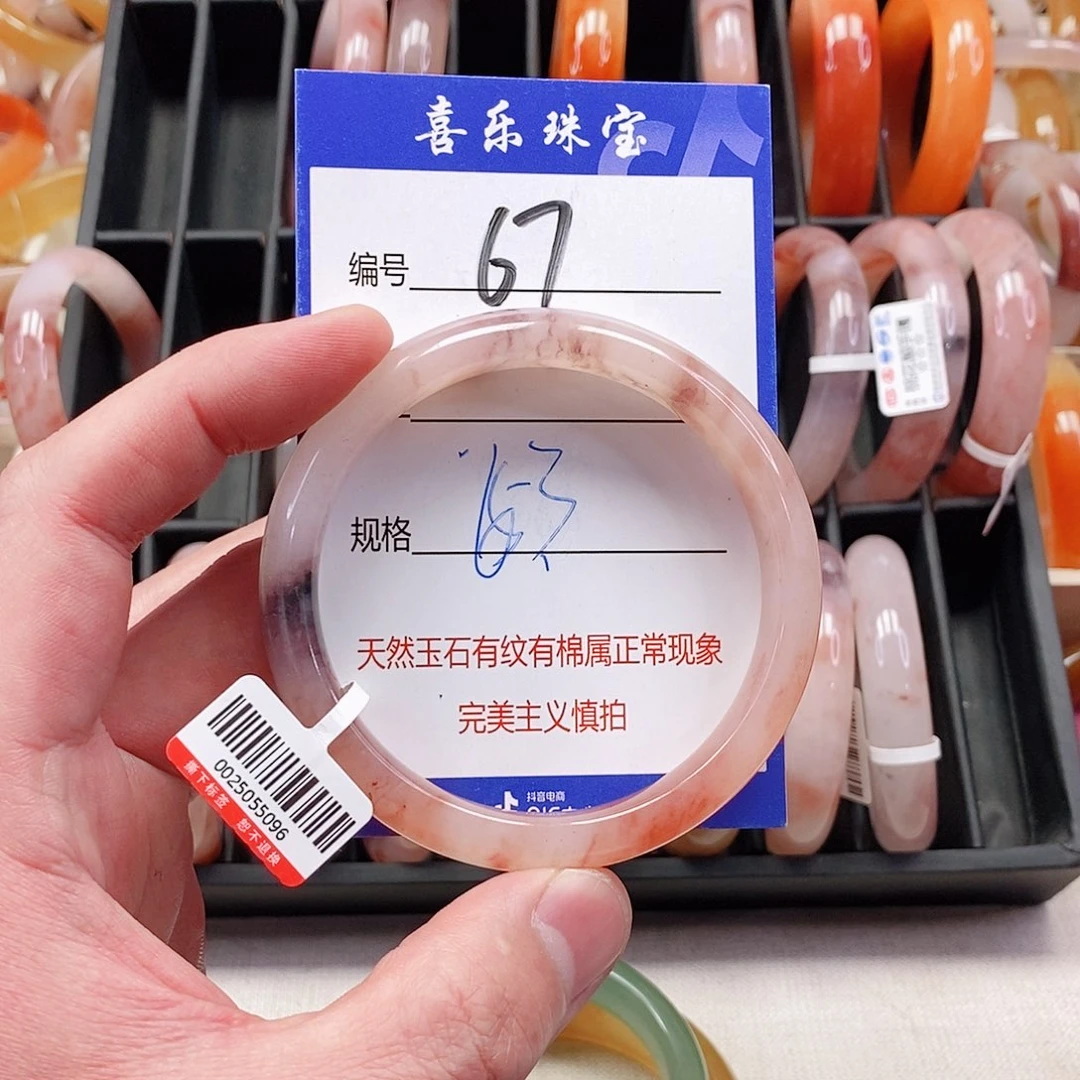 喜乐珠宝
编号 67
规格
天然玉石有纹有棉属正常现象
完美主义慎拍
抖音电商
0025055096
撕下标签 恕不退换